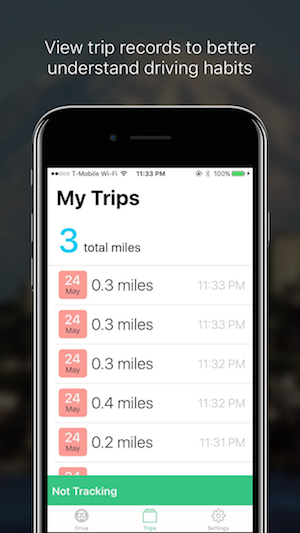 View trip records to better
understand driving habits
T-Mobile Wi-Fi 11:33 PM 100%
My Trips
3 total miles
24 May 0.3 miles 11:33 PM
24 May 0.3 miles 11:33 PM
24 May 0.3 miles 11:32 PM
24 May 0.4 miles 11:32 PM
24 May 0.2 miles 11:31 PM
Not Tracking
Drive Trips Settings